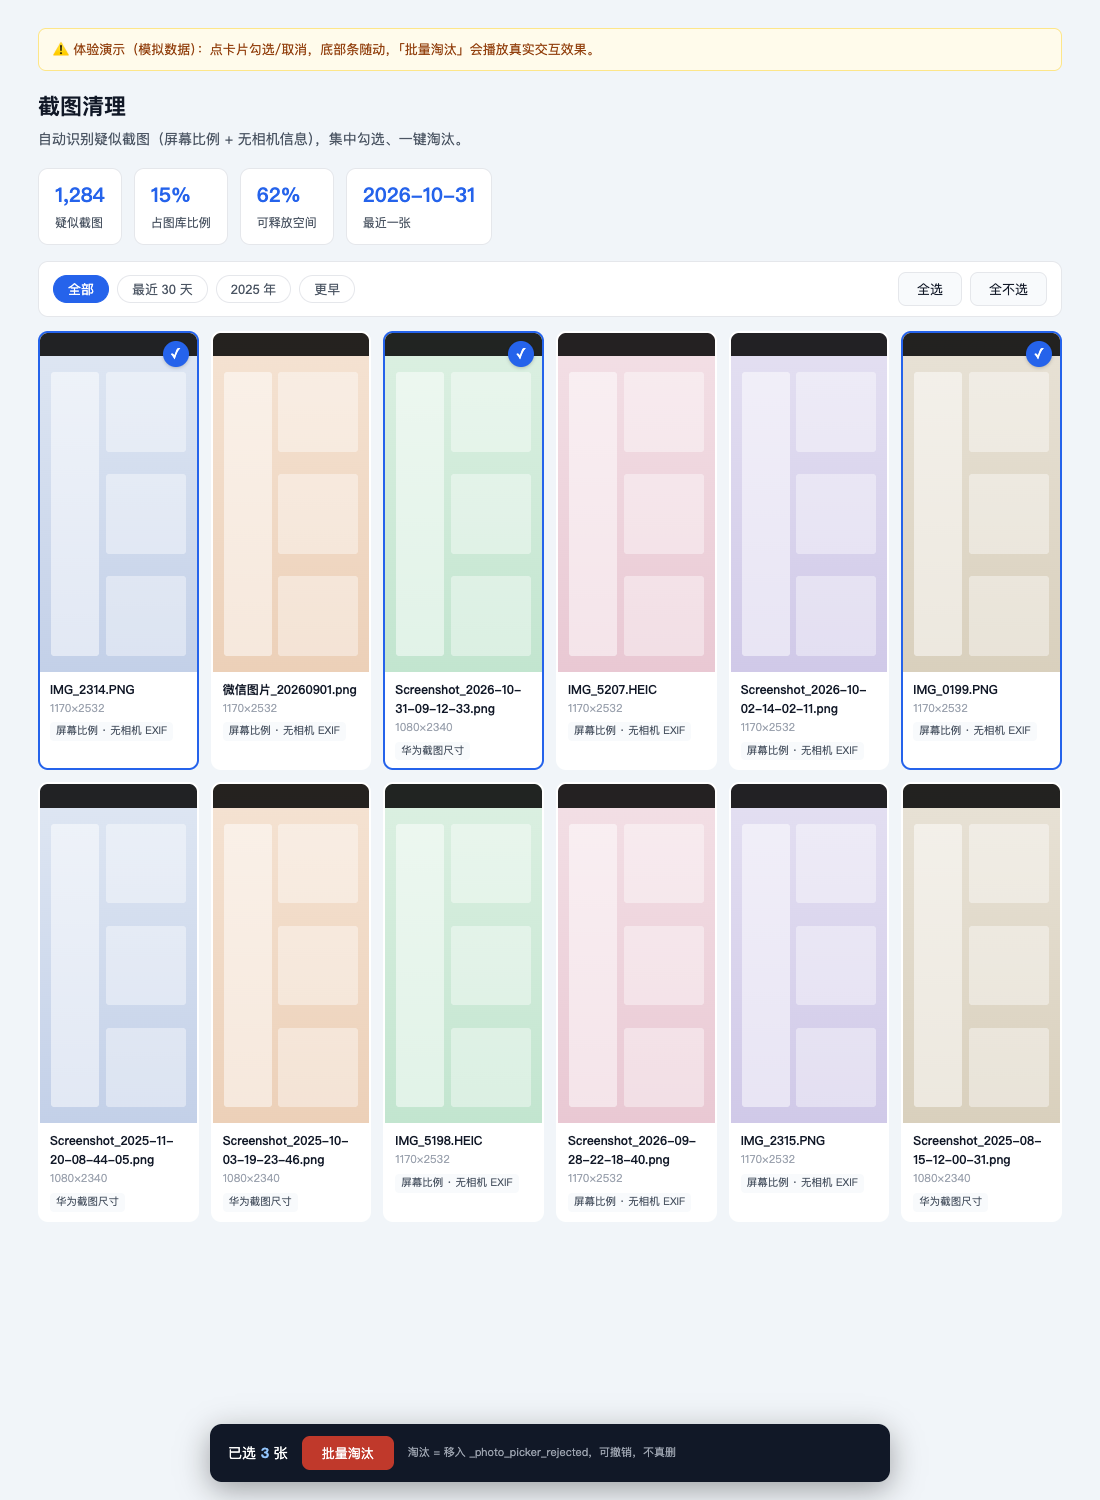 ⚠️ 体验演示（模拟数据）：点卡片勾选/取消，底部条随动，「批量淘汰」会播放真实交互效果。
截图清理
自动识别疑似截图（屏幕比例 + 无相机信息），集中勾选、一键淘汰。
1,284
疑似截图
15%
占图库比例
62%
可释放空间
2026-10-31
最近一张
全部
最近 30 天
2025 年
更早
全选
全不选
IMG_2314.PNG
1170×2532
屏幕比例 · 无相机 EXIF
微信图片_20260901.png
1170×2532
屏幕比例 · 无相机 EXIF
Screenshot_2026-10-
31-09-12-33.png
1080×2340
华为截图尺寸
IMG_5207.HEIC
1170×2532
屏幕比例 · 无相机 EXIF
Screenshot_2026-10-
02-14-02-11.png
1170×2532
屏幕比例 · 无相机 EXIF
IMG_0199.PNG
1170×2532
屏幕比例 · 无相机 EXIF
Screenshot_2025-11-
20-08-44-05.png
1080×2340
华为截图尺寸
Screenshot_2025-10-
03-19-23-46.png
1080×2340
华为截图尺寸
IMG_5198.HEIC
1170×2532
屏幕比例 · 无相机 EXIF
Screenshot_2026-09-
28-22-18-40.png
1170×2532
屏幕比例 · 无相机 EXIF
IMG_2315.PNG
1170×2532
屏幕比例 · 无相机 EXIF
Screenshot_2025-08-
15-12-00-31.png
1080×2340
华为截图尺寸
已选 3 张
批量淘汰
淘汰 = 移入 _photo_picker_rejected，可撤销，不真删